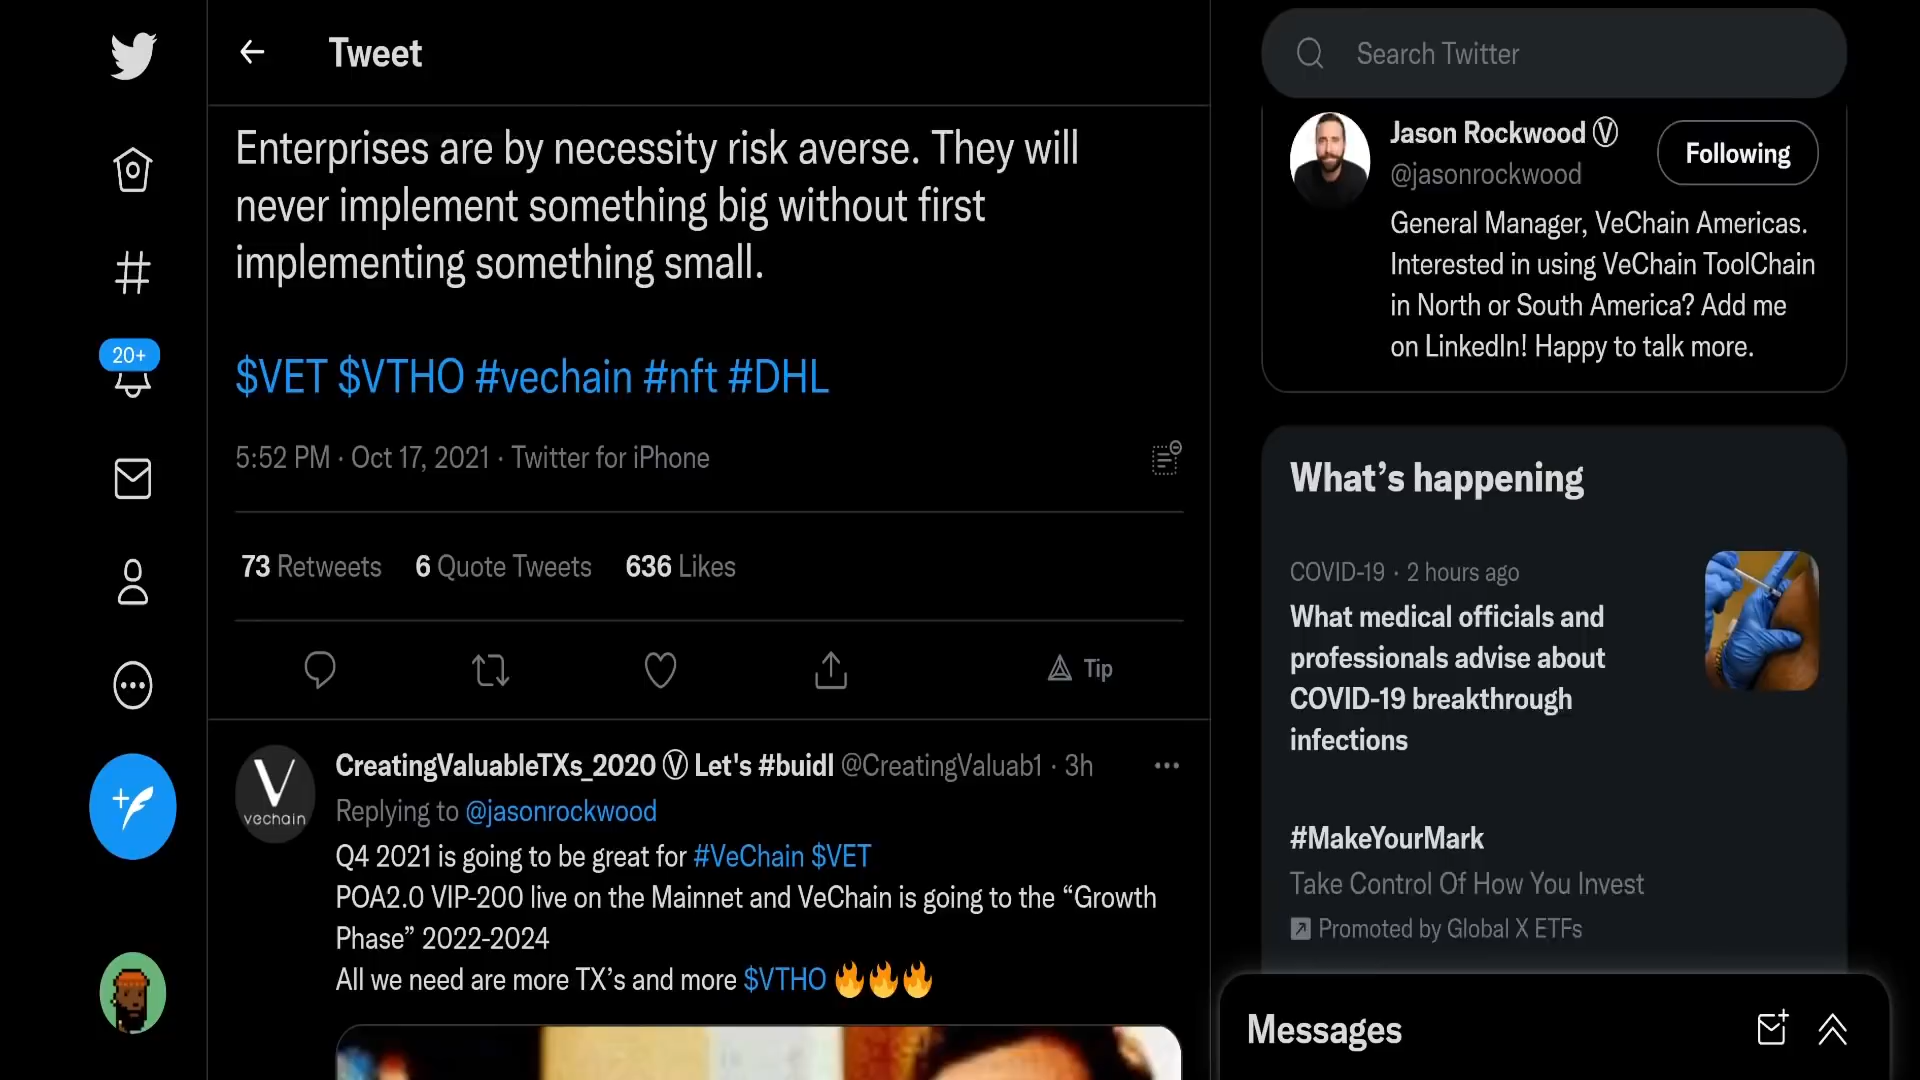 Tweet
Enterprises are by necessity risk averse. They will
never implement something big without first
implementing something small.
$VET $VTHO #vechain #nft #DHL
5:52 PM · Oct 17, 2021 · Twitter for iPhone
73 Retweets 6 Quote Tweets 636 Likes
Tip
CreatingValuableTXs_2020 Ⓥ Let's #buidl @CreatingValuab1 · 3h
Replying to @jasonrockwood
Q4 2021 is going to be great for #VeChain $VET
POA2.0 VIP-200 live on the Mainnet and VeChain is going to the “Growth
Phase” 2022-2024
All we need are more TX’s and more $VTHO 🔥🔥🔥
V
vechain
20+
Search Twitter
Jason Rockwood Ⓥ
@jasonrockwood
Following
General Manager, VeChain Americas.
Interested in using VeChain ToolChain
in North or South America? Add me
on LinkedIn! Happy to talk more.
What’s happening
COVID-19 · 2 hours ago
What medical officials and
professionals advise about
COVID-19 breakthrough
infections
#MakeYourMark
Take Control Of How You Invest
Promoted by Global X ETFs
Messages